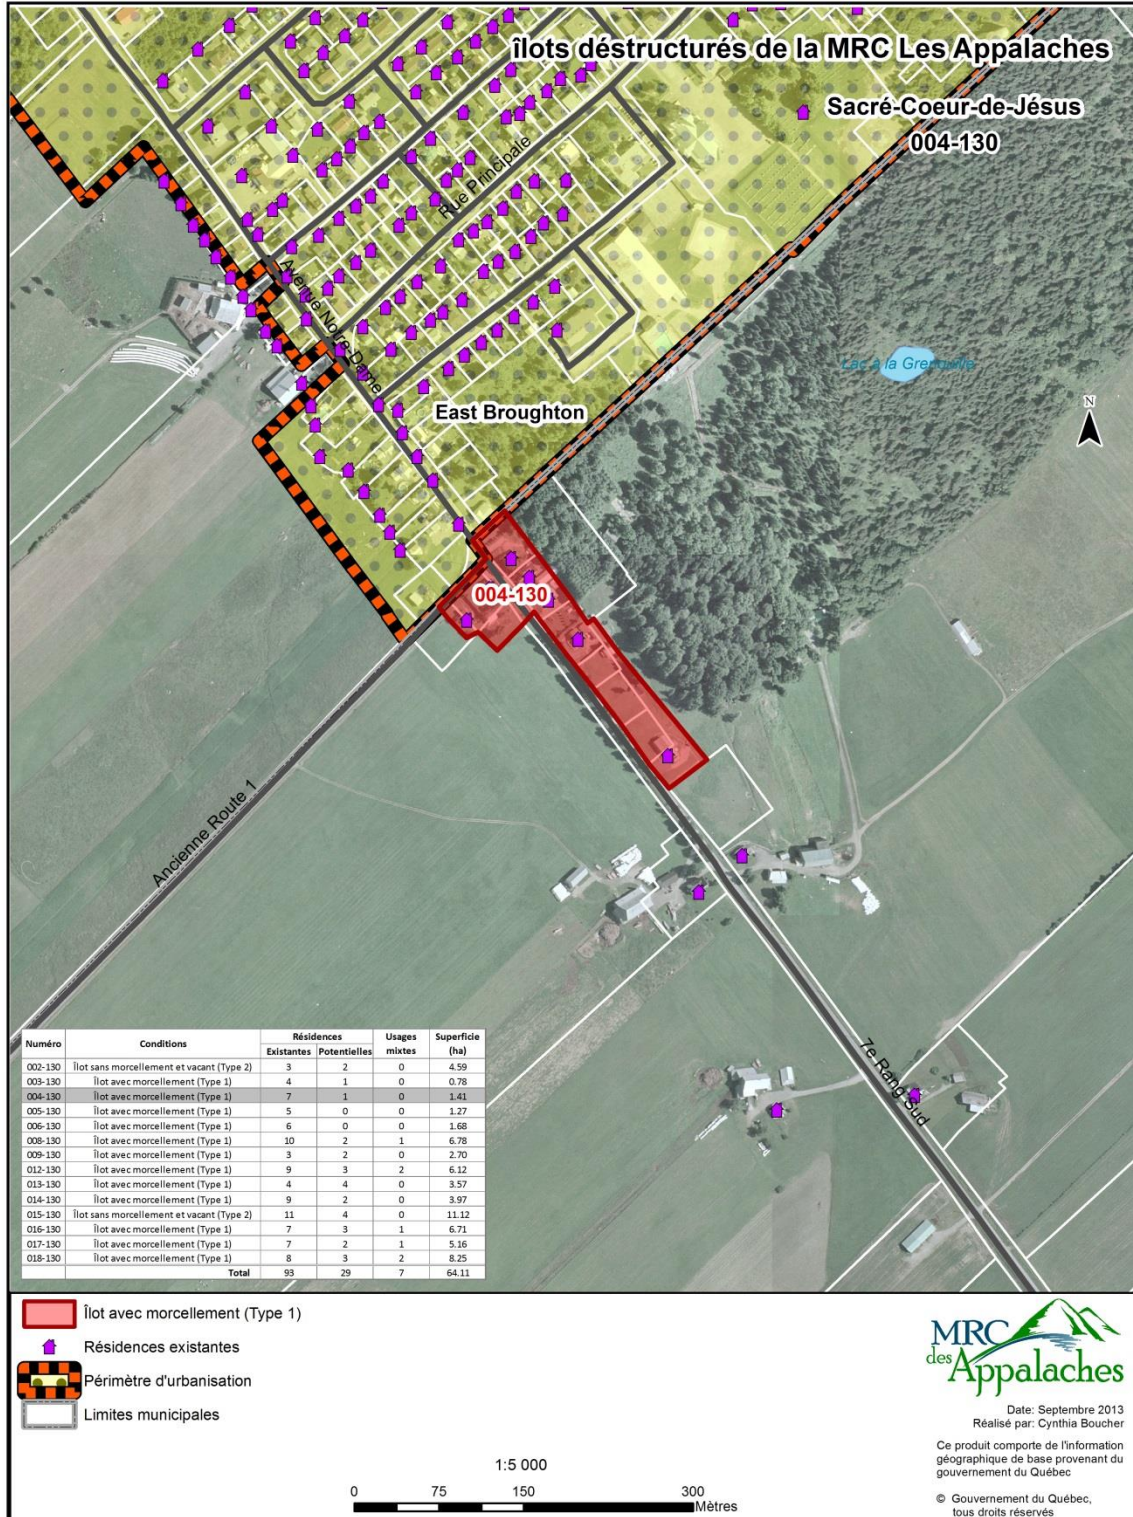 îlots déstructurés de la MRC Les Appalaches
Sacré-Coeur-de-Jésus
004-130
Rue Principale
Avenue Notre-Dame
Lac à la Grenouille
East Broughton
N
004-130
Ancienne Route 1
7e Rang Sud
Numéro Conditions Résidences Usages mixtes Superficie (ha)
Existantes Potentielles
002-130 Îlot sans morcellement et vacant (Type 2) 3 2 0 4.59
003-130 Îlot avec morcellement (Type 1) 4 1 0 0.78
004-130 Îlot avec morcellement (Type 1) 7 1 0 1.41
005-130 Îlot avec morcellement (Type 1) 5 0 0 1.27
006-130 Îlot avec morcellement (Type 1) 6 0 0 1.68
008-130 Îlot avec morcellement (Type 1) 10 2 1 6.78
009-130 Îlot avec morcellement (Type 1) 3 2 0 2.70
012-130 Îlot avec morcellement (Type 1) 9 3 2 6.12
013-130 Îlot avec morcellement (Type 1) 4 4 0 3.57
014-130 Îlot avec morcellement (Type 1) 9 2 0 3.97
015-130 Îlot sans morcellement et vacant (Type 2) 11 4 0 11.12
016-130 Îlot avec morcellement (Type 1) 7 3 1 6.71
017-130 Îlot avec morcellement (Type 1) 7 2 1 5.16
018-130 Îlot avec morcellement (Type 1) 8 3 2 8.25
Total 93 29 7 64.11
Îlot avec morcellement (Type 1)
Résidences existantes
Périmètre d'urbanisation
Limites municipales
1:5 000
0 75 150 300
Mètres
MRC
des Appalaches
Date: Septembre 2013
Réalisé par: Cynthia Boucher
Ce produit comporte de l'information
géographique de base provenant du
gouvernement du Québec
© Gouvernement du Québec,
tous droits réservés